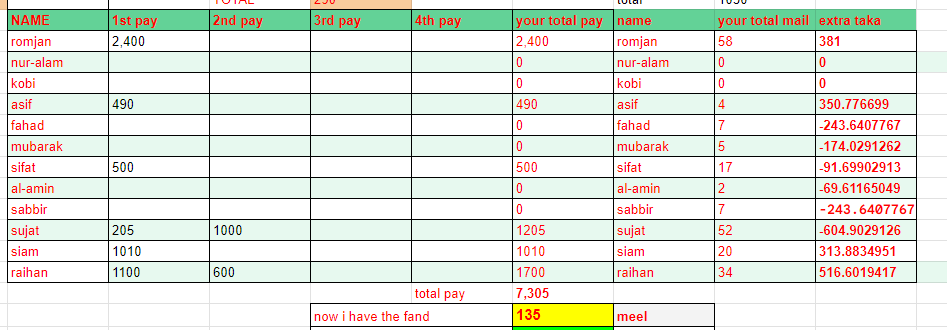 TOTAL 290 total 1030
NAME 1st pay 2nd pay 3rd pay 4th pay your total pay name your total mail extra taka
romjan 2,400 2,400 romjan 58 381
nur-alam 0 nur-alam 0 0
kobi 0 kobi 0 0
asif 490 490 asif 4 350.776699
fahad 0 fahad 7 -243.6407767
mubarak 0 mubarak 5 -174.0291262
sifat 500 500 sifat 17 -91.69902913
al-amin 0 al-amin 2 -69.61165049
sabbir 0 sabbir 7 -243.6407767
sujat 205 1000 1205 sujat 52 -604.9029126
siam 1010 1010 siam 20 313.8834951
raihan 1100 600 1700 raihan 34 516.6019417
total pay 7,305
now i have the fand 135 meel